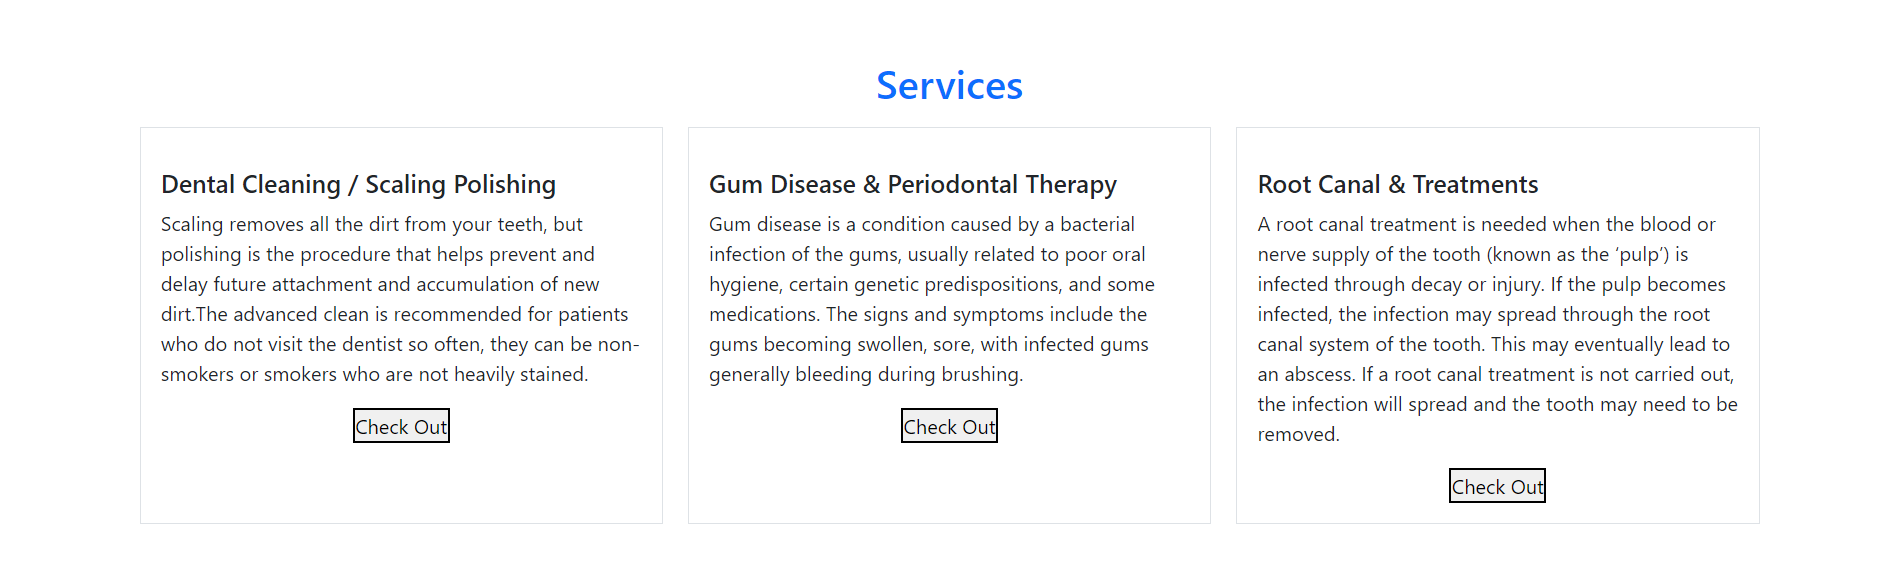 Services
Dental Cleaning / Scaling Polishing
Scaling removes all the dirt from your teeth, but
polishing is the procedure that helps prevent and
delay future attachment and accumulation of new
dirt.The advanced clean is recommended for patients
who do not visit the dentist so often, they can be non-
smokers or smokers who are not heavily stained.
Check Out
Gum Disease & Periodontal Therapy
Gum disease is a condition caused by a bacterial
infection of the gums, usually related to poor oral
hygiene, certain genetic predispositions, and some
medications. The signs and symptoms include the
gums becoming swollen, sore, with infected gums
generally bleeding during brushing.
Check Out
Root Canal & Treatments
A root canal treatment is needed when the blood or
nerve supply of the tooth (known as the ‘pulp’) is
infected through decay or injury. If the pulp becomes
infected, the infection may spread through the root
canal system of the tooth. This may eventually lead to
an abscess. If a root canal treatment is not carried out,
the infection will spread and the tooth may need to be
removed.
Check Out